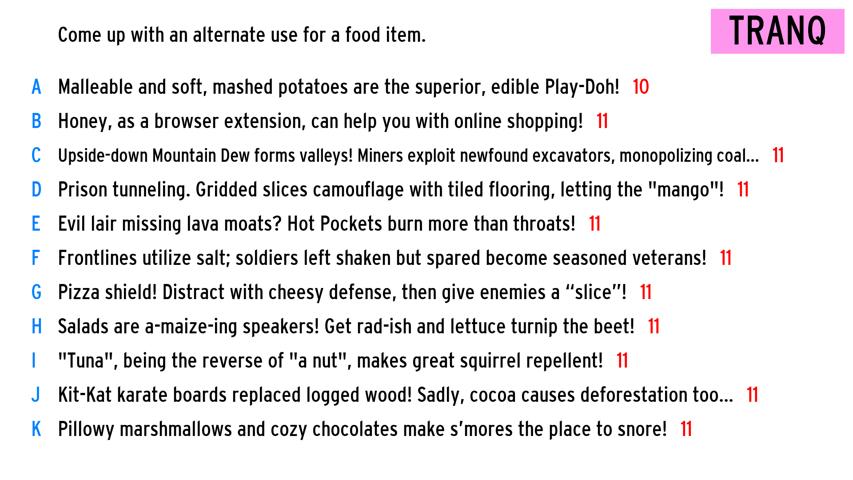 Come up with an alternate use for a food item.
TRANQ
A Malleable and soft, mashed potatoes are the superior, edible Play-Doh! 10
B Honey, as a browser extension, can help you with online shopping! 11
C Upside-down Mountain Dew forms valleys! Miners exploit newfound excavators, monopolizing coal... 11
D Prison tunneling. Gridded slices camouflage with tiled flooring, letting the "mango"! 11
E Evil lair missing lava moats? Hot Pockets burn more than throats! 11
F Frontlines utilize salt; soldiers left shaken but spared become seasoned veterans! 11
G Pizza shield! Distract with cheesy defense, then give enemies a “slice”! 11
H Salads are a-maize-ing speakers! Get rad-ish and lettuce turnip the beet! 11
I "Tuna", being the reverse of "a nut", makes great squirrel repellent! 11
J Kit-Kat karate boards replaced logged wood! Sadly, cocoa causes deforestation too... 11
K Pillowy marshmallows and cozy chocolates make s’mores the place to snore! 11